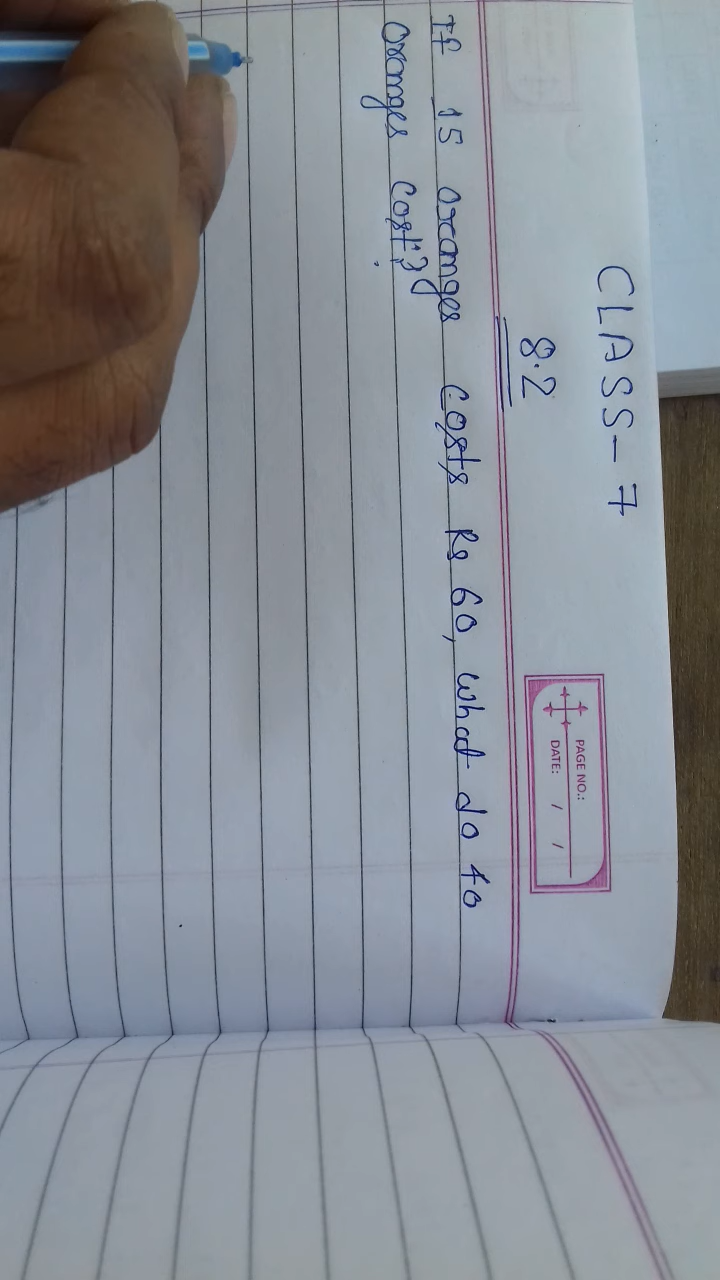 CLASS-7
PAGE NO.:
DATE: / /
8.2
If 15 oranges costs Rs 60, what do 40
Oranges cost?